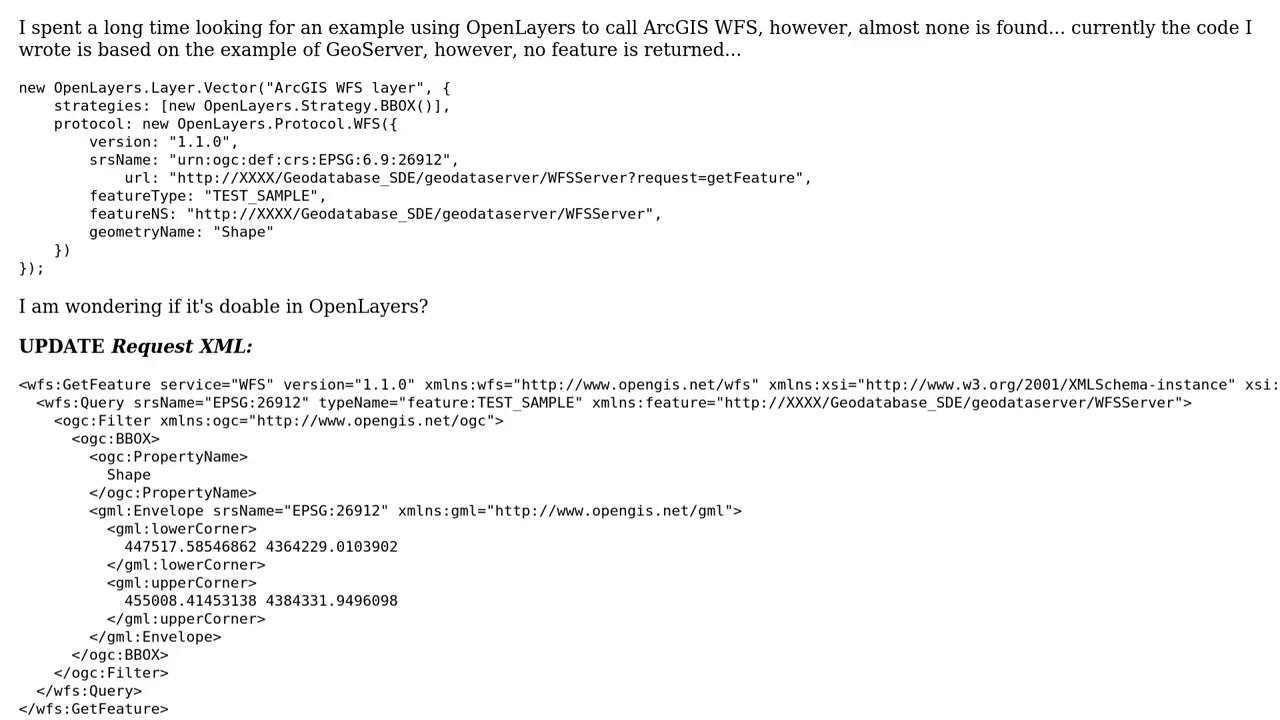 I spent a long time looking for an example using OpenLayers to call ArcGIS WFS, however, almost none is found... currently the code I
wrote is based on the example of GeoServer, however, no feature is returned...
new OpenLayers.Layer.Vector("ArcGIS WFS layer", {
    strategies: [new OpenLayers.Strategy.BBOX()],
    protocol: new OpenLayers.Protocol.WFS({
        version: "1.1.0",
        srsName: "urn:ogc:def:crs:EPSG:6.9:26912",
            url: "http://XXXX/Geodatabase_SDE/geodataserver/WFSServer?request=getFeature",
        featureType: "TEST_SAMPLE",
        featureNS: "http://XXXX/Geodatabase_SDE/geodataserver/WFSServer",
        geometryName: "Shape"
    })
});
I am wondering if it's doable in OpenLayers?
UPDATE Request XML:
<wfs:GetFeature service="WFS" version="1.1.0" xmlns:wfs="http://www.opengis.net/wfs" xmlns:xsi="http://www.w3.org/2001/XMLSchema-instance" xsi:
  <wfs:Query srsName="EPSG:26912" typeName="feature:TEST_SAMPLE" xmlns:feature="http://XXXX/Geodatabase_SDE/geodataserver/WFSServer">
    <ogc:Filter xmlns:ogc="http://www.opengis.net/ogc">
      <ogc:BBOX>
        <ogc:PropertyName>
          Shape
        </ogc:PropertyName>
        <gml:Envelope srsName="EPSG:26912" xmlns:gml="http://www.opengis.net/gml">
          <gml:lowerCorner>
            447517.58546862 4364229.0103902
          </gml:lowerCorner>
          <gml:upperCorner>
            455008.41453138 4384331.9496098
          </gml:upperCorner>
        </gml:Envelope>
      </ogc:BBOX>
    </ogc:Filter>
  </wfs:Query>
</wfs:GetFeature>